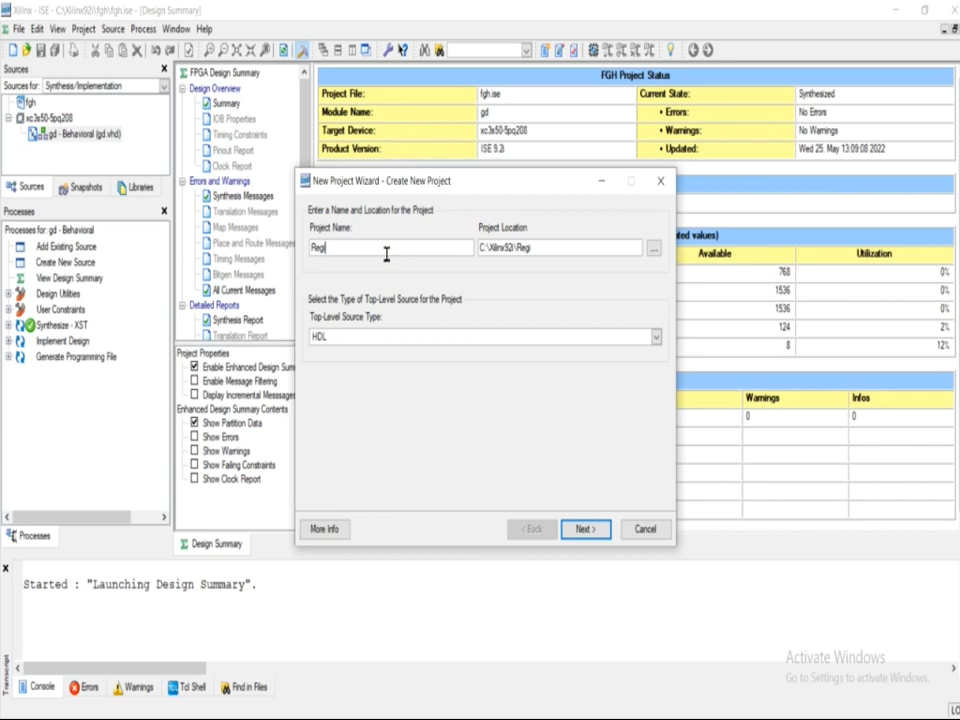 Xilinx - ISE - C:\Xilinx92i\fgh\fgh.ise - [Design Summary]
File Edit View Project Source Process Window Help
Sources
Sources for: Synthesis/Implementation
fgh
xc3s50-5pq208
gd - Behavioral (gd.vhd)
Sources Snapshots Libraries
Processes
Processes for: gd - Behavioral
Add Existing Source
Create New Source
View Design Summary
Design Utilities
User Constraints
Synthesize - XST
Implement Design
Generate Programming File
Processes
FPGA Design Summary
Design Overview
Summary
IOB Properties
Timing Constraints
Pinout Report
Clock Report
Errors and Warnings
Synthesis Messages
Translation Messages
Map Messages
Place and Route Messages
Timing Messages
Bitgen Messages
All Current Messages
Detailed Reports
Synthesis Report
Translation Report
Project Properties
Enable Enhanced Design Sum
Enable Message Filtering
Display Incremental Messages
Enhanced Design Summary Contents
Show Partition Data
Show Errors
Show Warnings
Show Failing Constraints
Show Clock Report
Design Summary
FGH Project Status
Project File: fgh.ise Current State: Synthesized
Module Name: gd • Errors: No Errors
Target Device: xc3s50-5pq208 • Warnings: No Warnings
Product Version: ISE 9.2i • Updated: Wed 25. May 13:09:08 2022
ted values)
Available Utilization
768 0%
1536 0%
1536 0%
124 2%
8 12%
Warnings Infos
0 0
New Project Wizard - Create New Project
Enter a Name and Location for the Project
Project Name: Project Location
Regi C:\Xilinx92i\Regi ...
Select the Type of Top-Level Source for the Project
Top-Level Source Type:
HDL
More Info < Back Next > Cancel
Started : "Launching Design Summary".
Transcript
Console Errors Warnings Tcl Shell Find in Files
Activate Windows
Go to Settings to activate Windows.